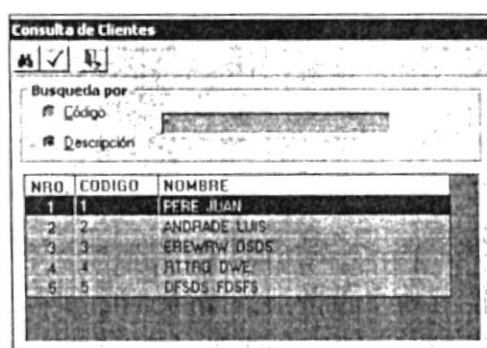 Consulta de Clientes
Busqueda por
Código
Descripción
NRO. CODIGO NOMBRE
1 1 PERE JUAN
2 2 ANDRADE LUIS
3 3 EREWRW DSDS
4 4 RTTRG DWE
5 5 DFSDS FDSFS